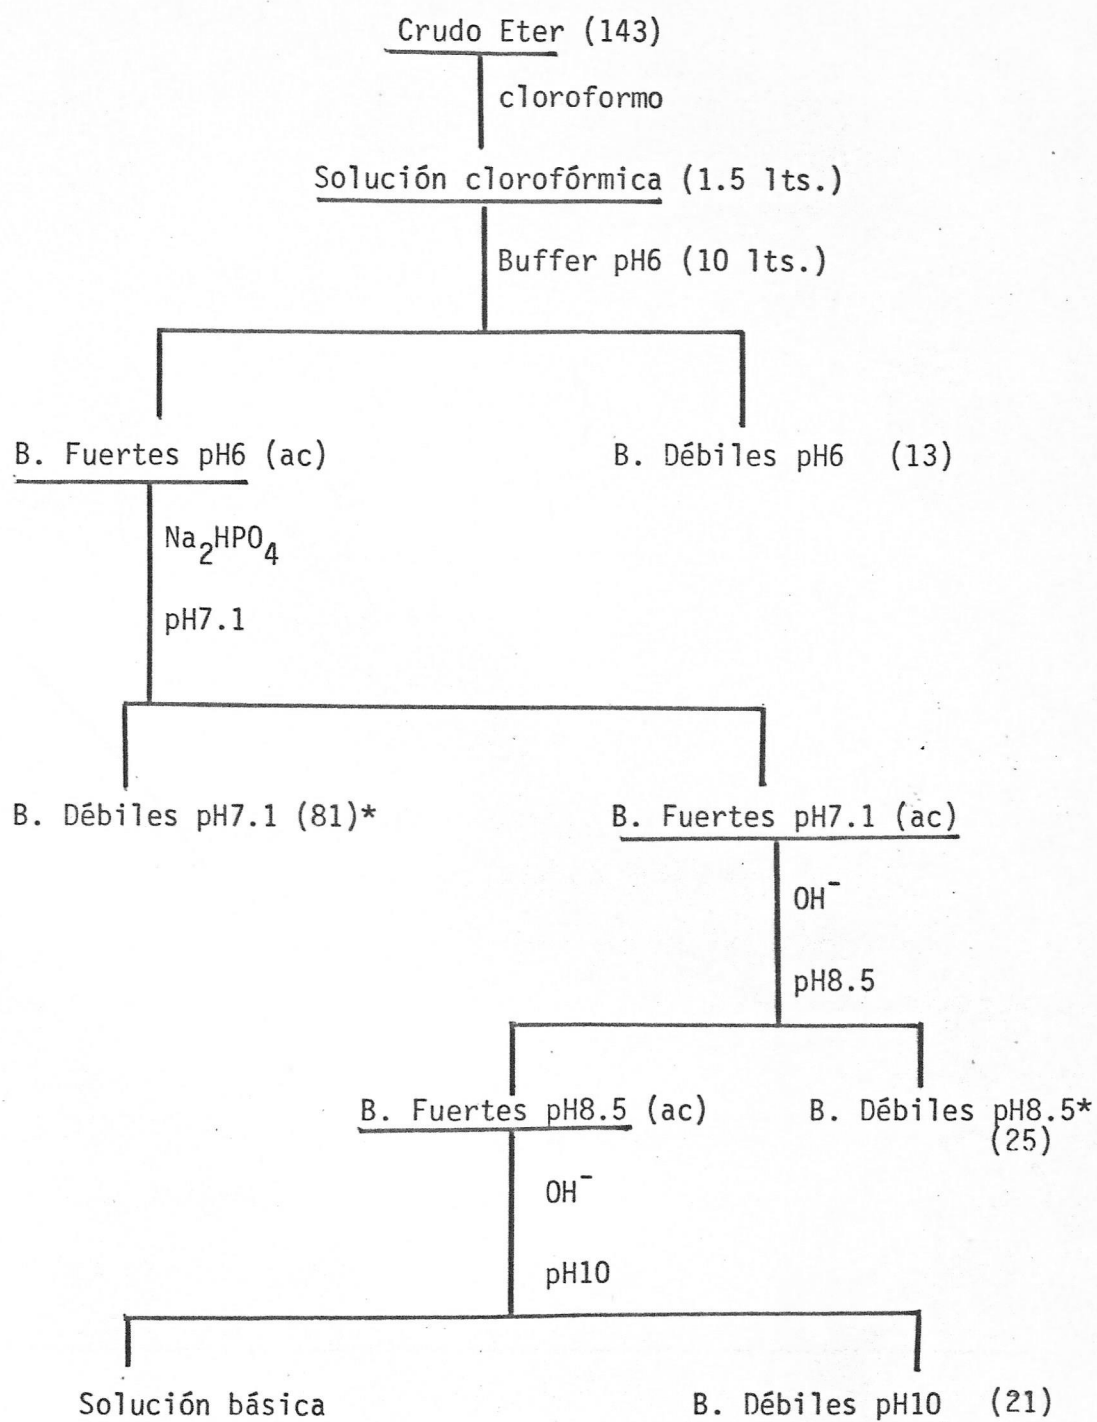 Crudo Eter (143)
cloroformo
Solución clorofórmica (1.5 lts.)
Buffer pH6 (10 lts.)
B. Fuertes pH6 (ac)
B. Débiles pH6 (13)
Na2HPO4
pH7.1
B. Débiles pH7.1 (81)*
B. Fuertes pH7.1 (ac)
OH-
pH8.5
B. Fuertes pH8.5 (ac)
B. Débiles pH8.5*
(25)
OH-
pH10
Solución básica
B. Débiles pH10 (21)